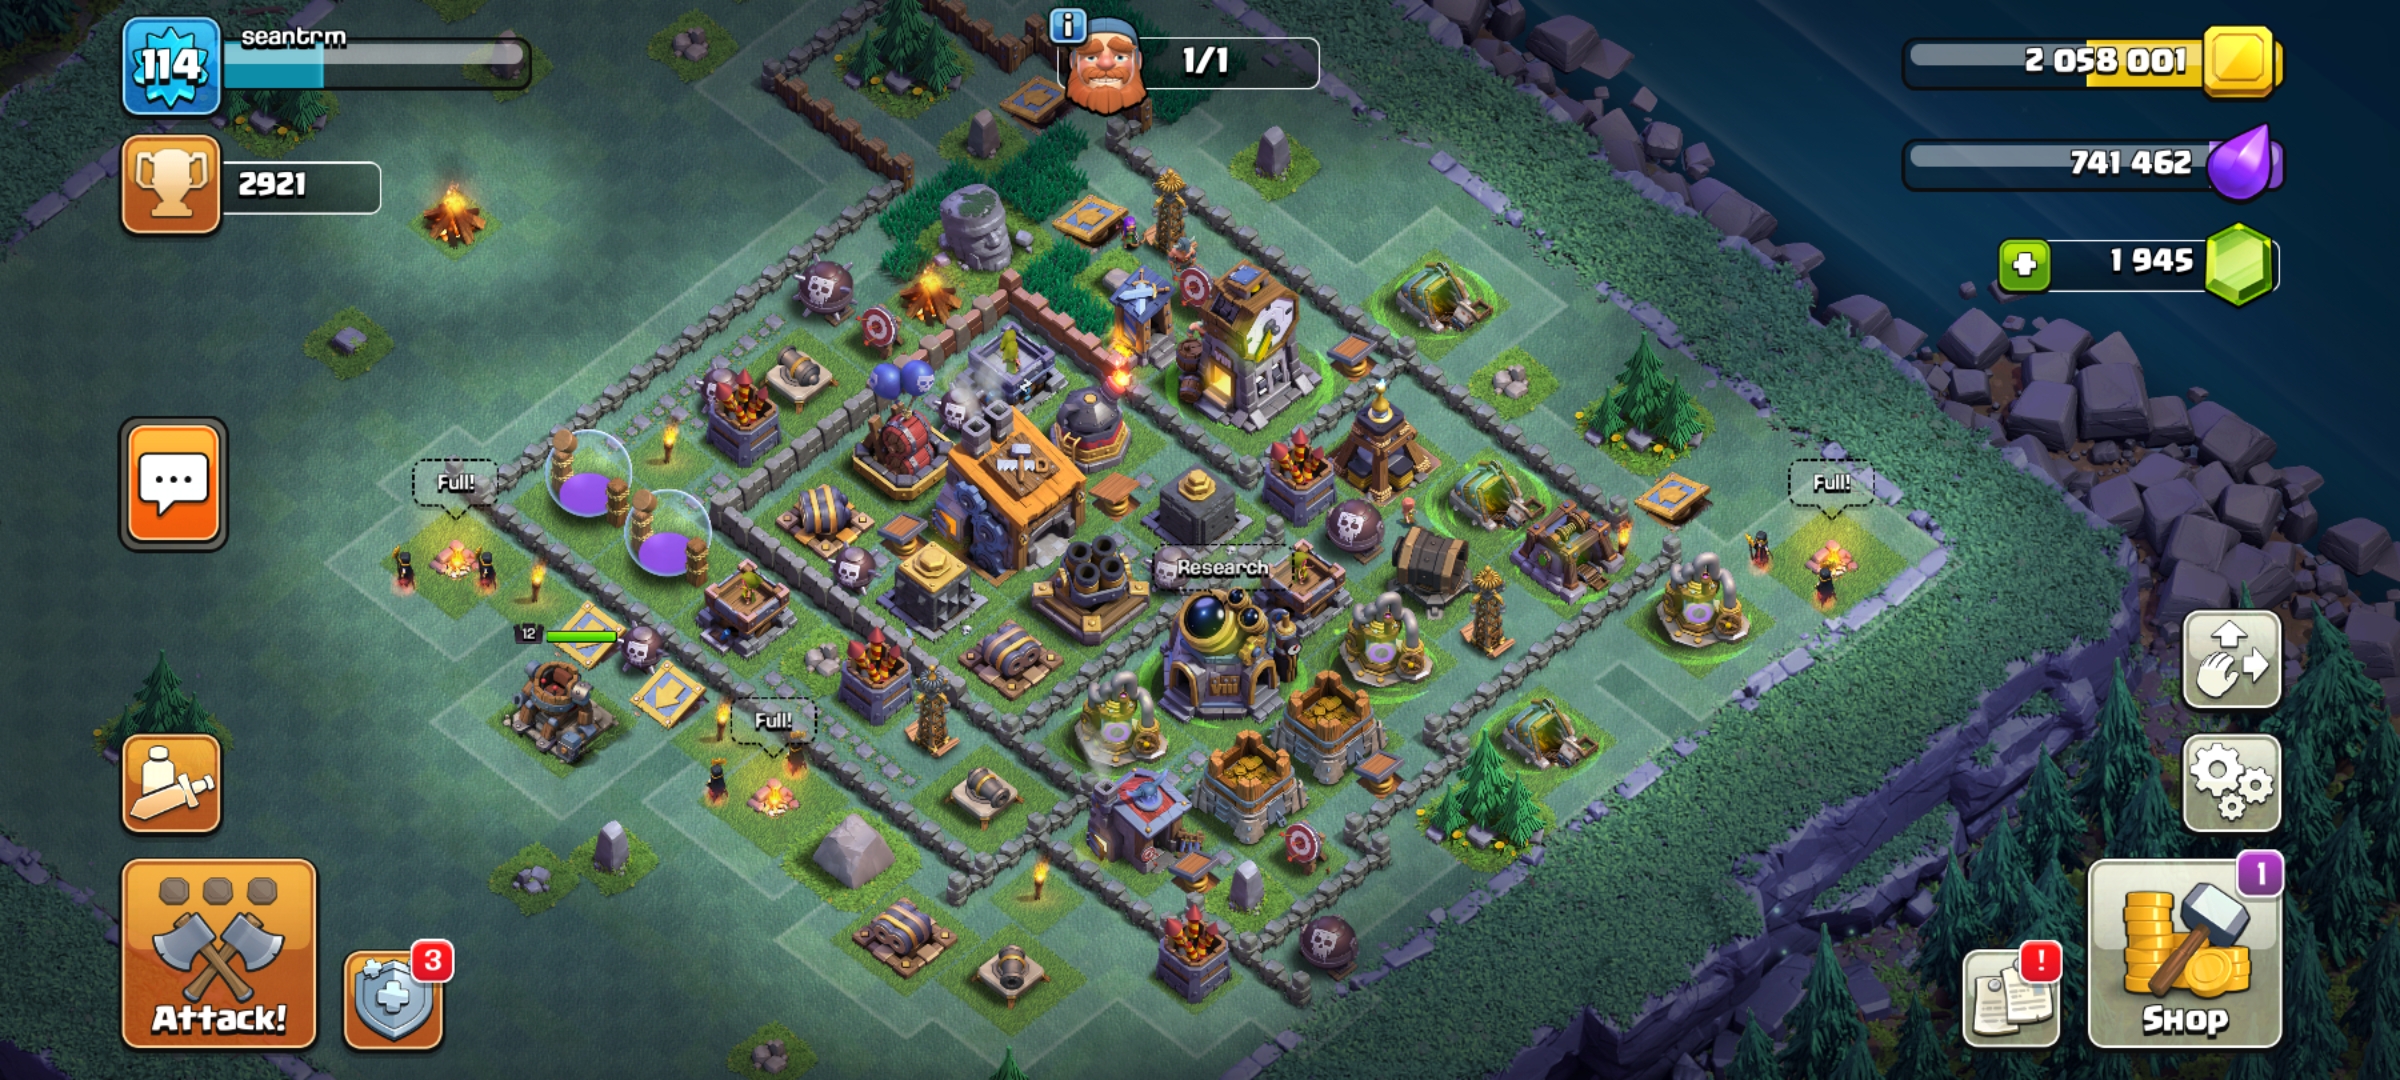 114
seantrm
i
1/1
2 058 001
2921
741 462
1 945
Full!
Full!
Research
12
VIII
Full!
1
3
!
Attack!
Shop